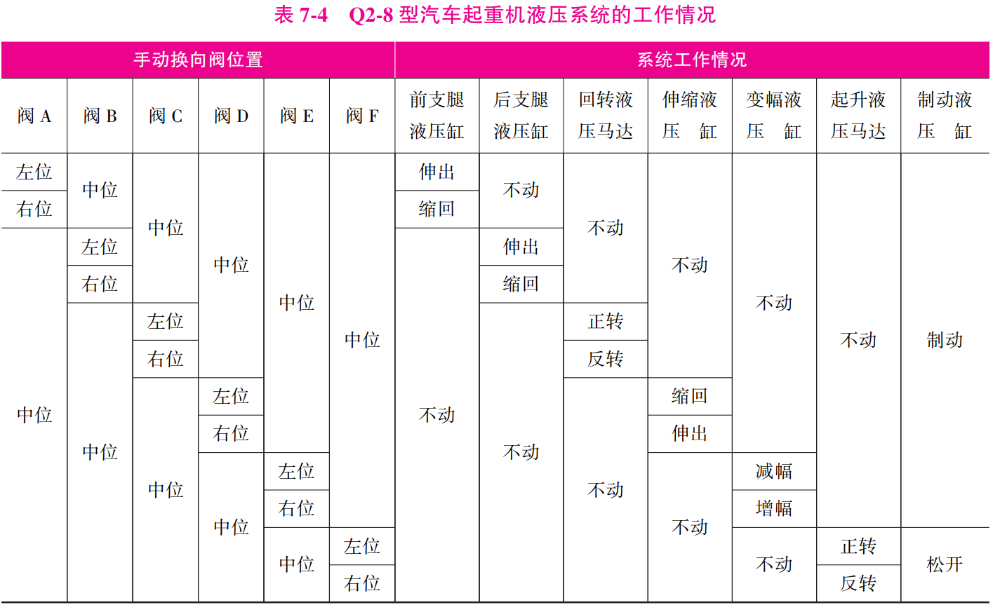 表 7-4 Q2-8 型汽车起重机液压系统的工作情况
手动换向阀位置 系统工作情况
阀 A 阀 B 阀 C 阀 D 阀 E 阀 F 前支腿液压缸 后支腿液压缸 回转液压马达 伸缩液压 缸 变幅液压 缸 起升液压马达 制动液压 缸
左位 伸出
中位 不动
右位 缩回
中位 不动
左位 伸出
中位 不动
右位 缩回
中位 不动
左位 正转
中位 不动 制动
右位 反转
左位 缩回
中位 不动
右位 伸出
中位 不动
左位 减幅
中位 不动
右位 增幅
中位 不动
左位 正转
中位 不动 松开
右位 反转